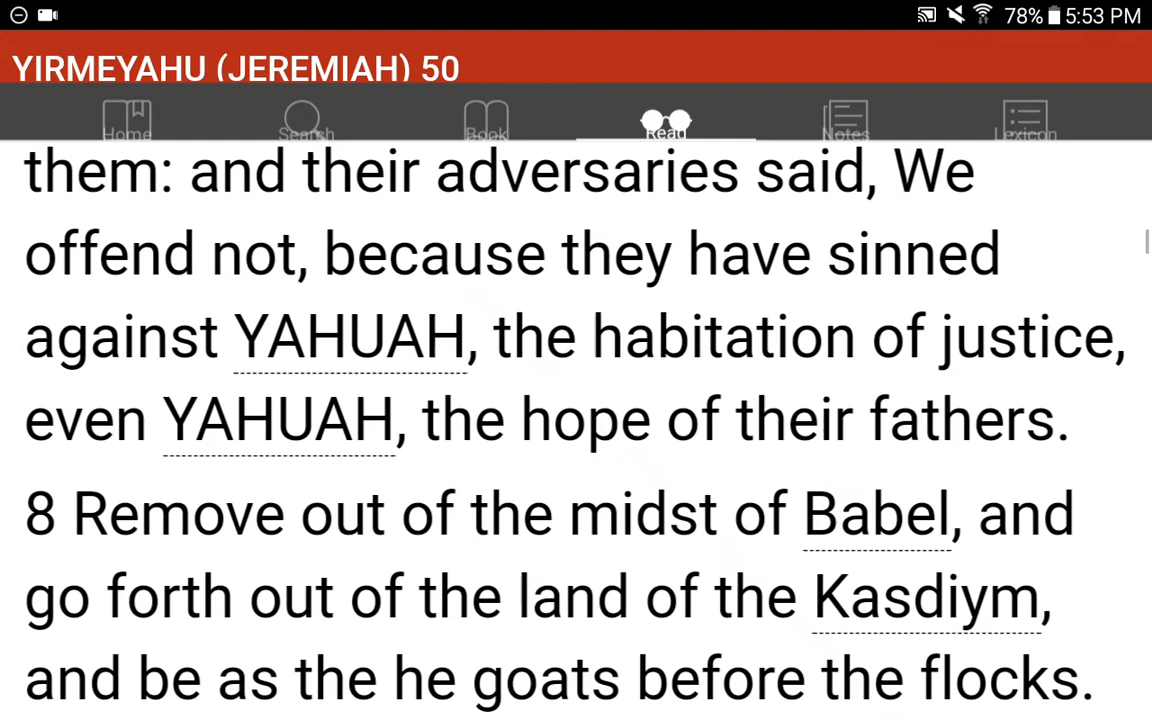 78% 5:53 PM
YIRMEYAHU (JEREMIAH) 50
Home Search Book Read Notes Lexicon
them: and their adversaries said, We
offend not, because they have sinned
against YAHUAH, the habitation of justice,
even YAHUAH, the hope of their fathers.
8 Remove out of the midst of Babel, and
go forth out of the land of the Kasdiym,
and be as the he goats before the flocks.